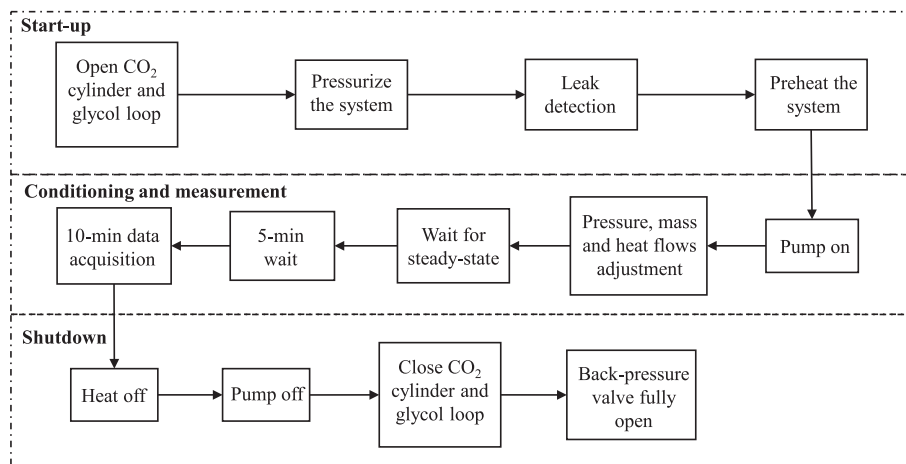 Start-up
Open CO₂
cylinder and
glycol loop
Pressurize
the system
Leak
detection
Preheat the
system
Conditioning and measurement
Pump on
Pressure, mass
and heat flows
adjustment
Wait for
steady-state
5-min
wait
10-min data
acquisition
Shutdown
Heat off
Pump off
Close CO₂
cylinder and
glycol loop
Back-pressure
valve fully
open